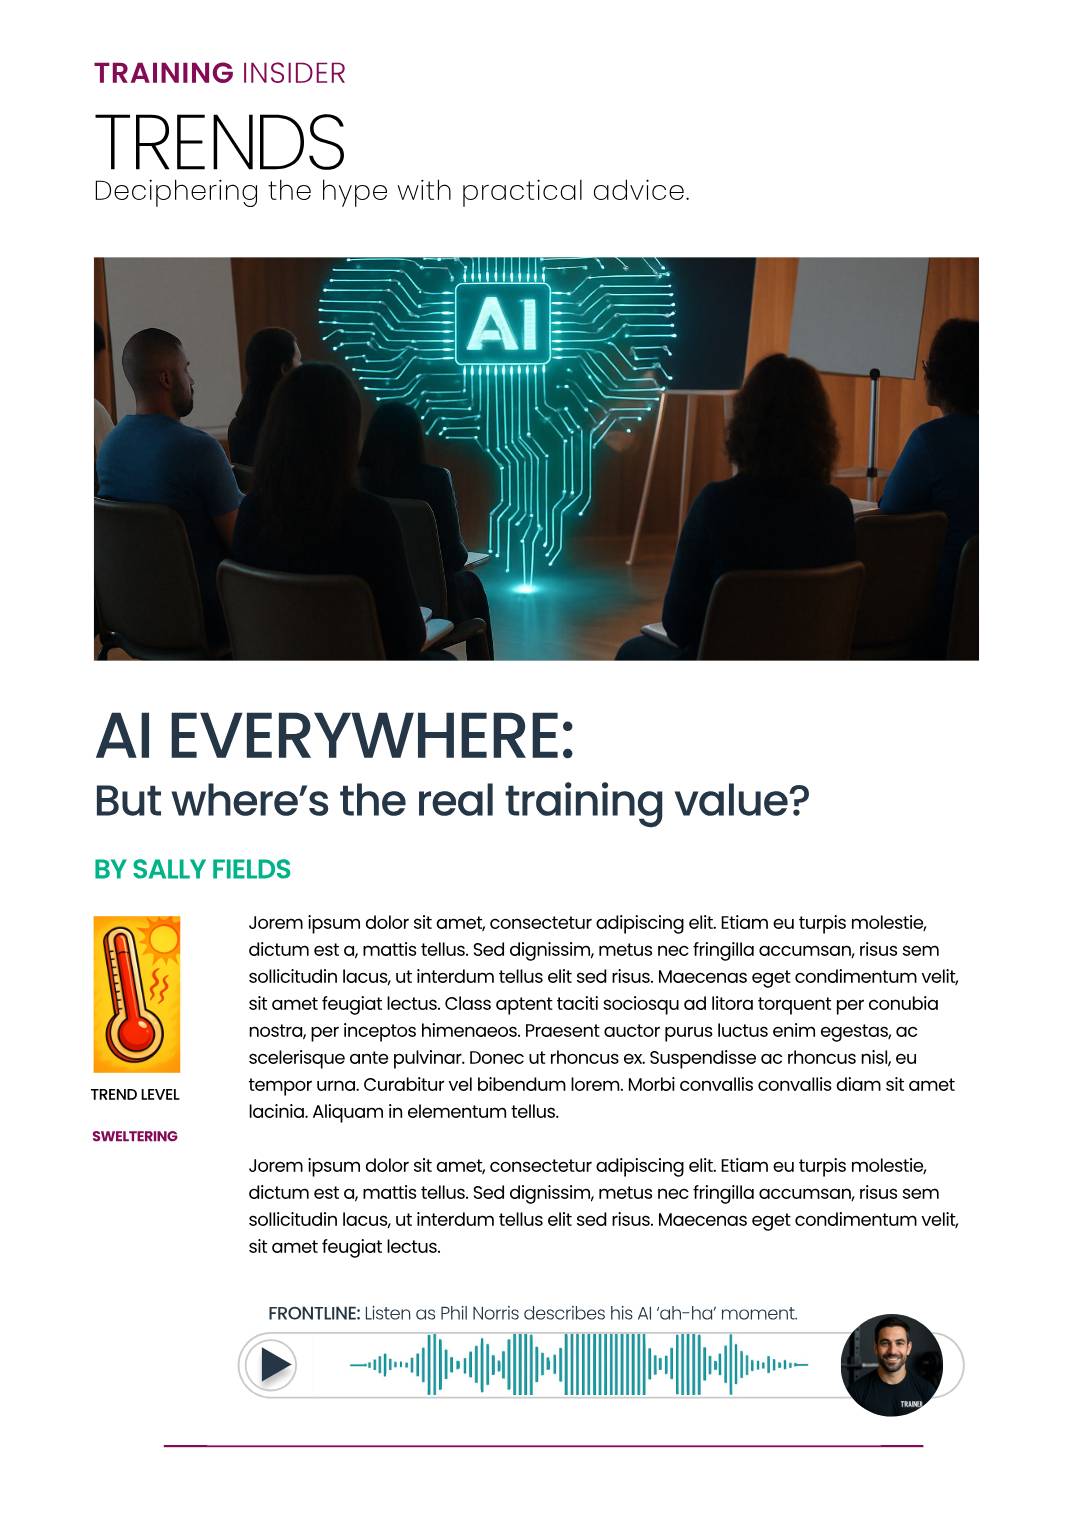 TRAINING INSIDER
TRENDS
Deciphering the hype with practical advice.
AI
AI EVERYWHERE:
But where’s the real training value?
BY SALLY FIELDS
TREND LEVEL
SWELTERING
Jorem ipsum dolor sit amet, consectetur adipiscing elit. Etiam eu turpis molestie,
dictum est a, mattis tellus. Sed dignissim, metus nec fringilla accumsan, risus sem
sollicitudin lacus, ut interdum tellus elit sed risus. Maecenas eget condimentum velit,
sit amet feugiat lectus. Class aptent taciti sociosqu ad litora torquent per conubia
nostra, per inceptos himenaeos. Praesent auctor purus luctus enim egestas, ac
scelerisque ante pulvinar. Donec ut rhoncus ex. Suspendisse ac rhoncus nisl, eu
tempor urna. Curabitur vel bibendum lorem. Morbi convallis convallis diam sit amet
lacinia. Aliquam in elementum tellus.
Jorem ipsum dolor sit amet, consectetur adipiscing elit. Etiam eu turpis molestie,
dictum est a, mattis tellus. Sed dignissim, metus nec fringilla accumsan, risus sem
sollicitudin lacus, ut interdum tellus elit sed risus. Maecenas eget condimentum velit,
sit amet feugiat lectus.
FRONTLINE: Listen as Phil Norris describes his AI ‘ah-ha’ moment.
TRAINER